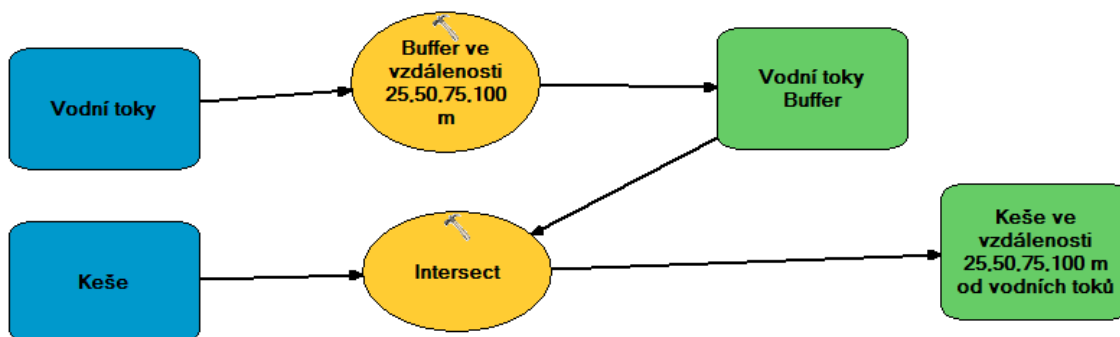 Vodní toky
Buffer ve
vzdálenosti
25,50,75,100
m
Vodní toky
Buffer
Keše
Intersect
Keše ve
vzdálenosti
25,50,75,100 m
od vodních toků